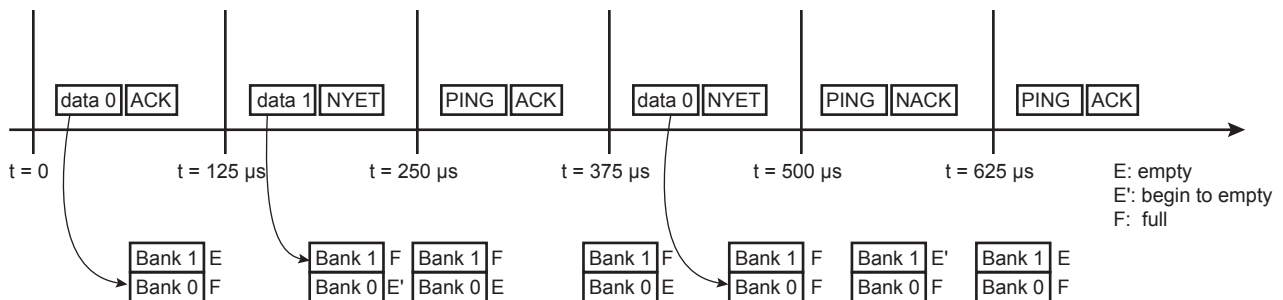 data 0 ACK data 1 NYET PING ACK data 0 NYET PING NACK PING ACK
t = 0 t = 125 μs t = 250 μs t = 375 μs t = 500 μs t = 625 μs
E: empty
E': begin to empty
F: full
Bank 1 E Bank 1 F Bank 1 F Bank 1 F Bank 1 F Bank 1 E' Bank 1 E
Bank 0 F Bank 0 E' Bank 0 E Bank 0 E Bank 0 F Bank 0 F Bank 0 F